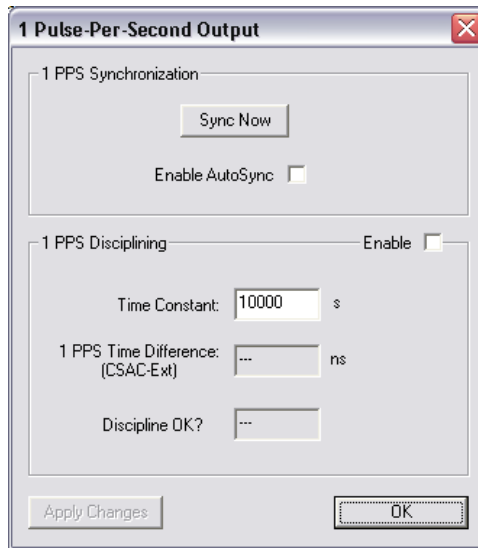 1 Pulse-Per-Second Output
1 PPS Synchronization
Sync Now
Enable AutoSync
1 PPS Disciplining
Enable
Time Constant: 10000 s
1 PPS Time Difference: --- ns
(CSAC-Ext)
Discipline OK? ---
Apply Changes
OK